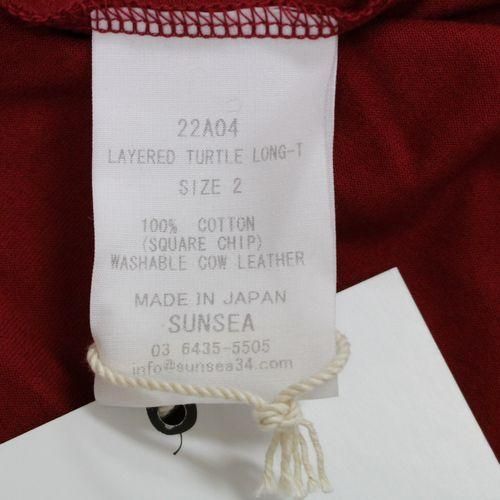 22A04
LAYERED TURTLE LONG-T
SIZE 2
100% COTTON
(SQUARE CHIP)
WASHABLE COW LEATHER
MADE IN JAPAN
SUNSEA
03 6435-5505
info@sunsea34.com